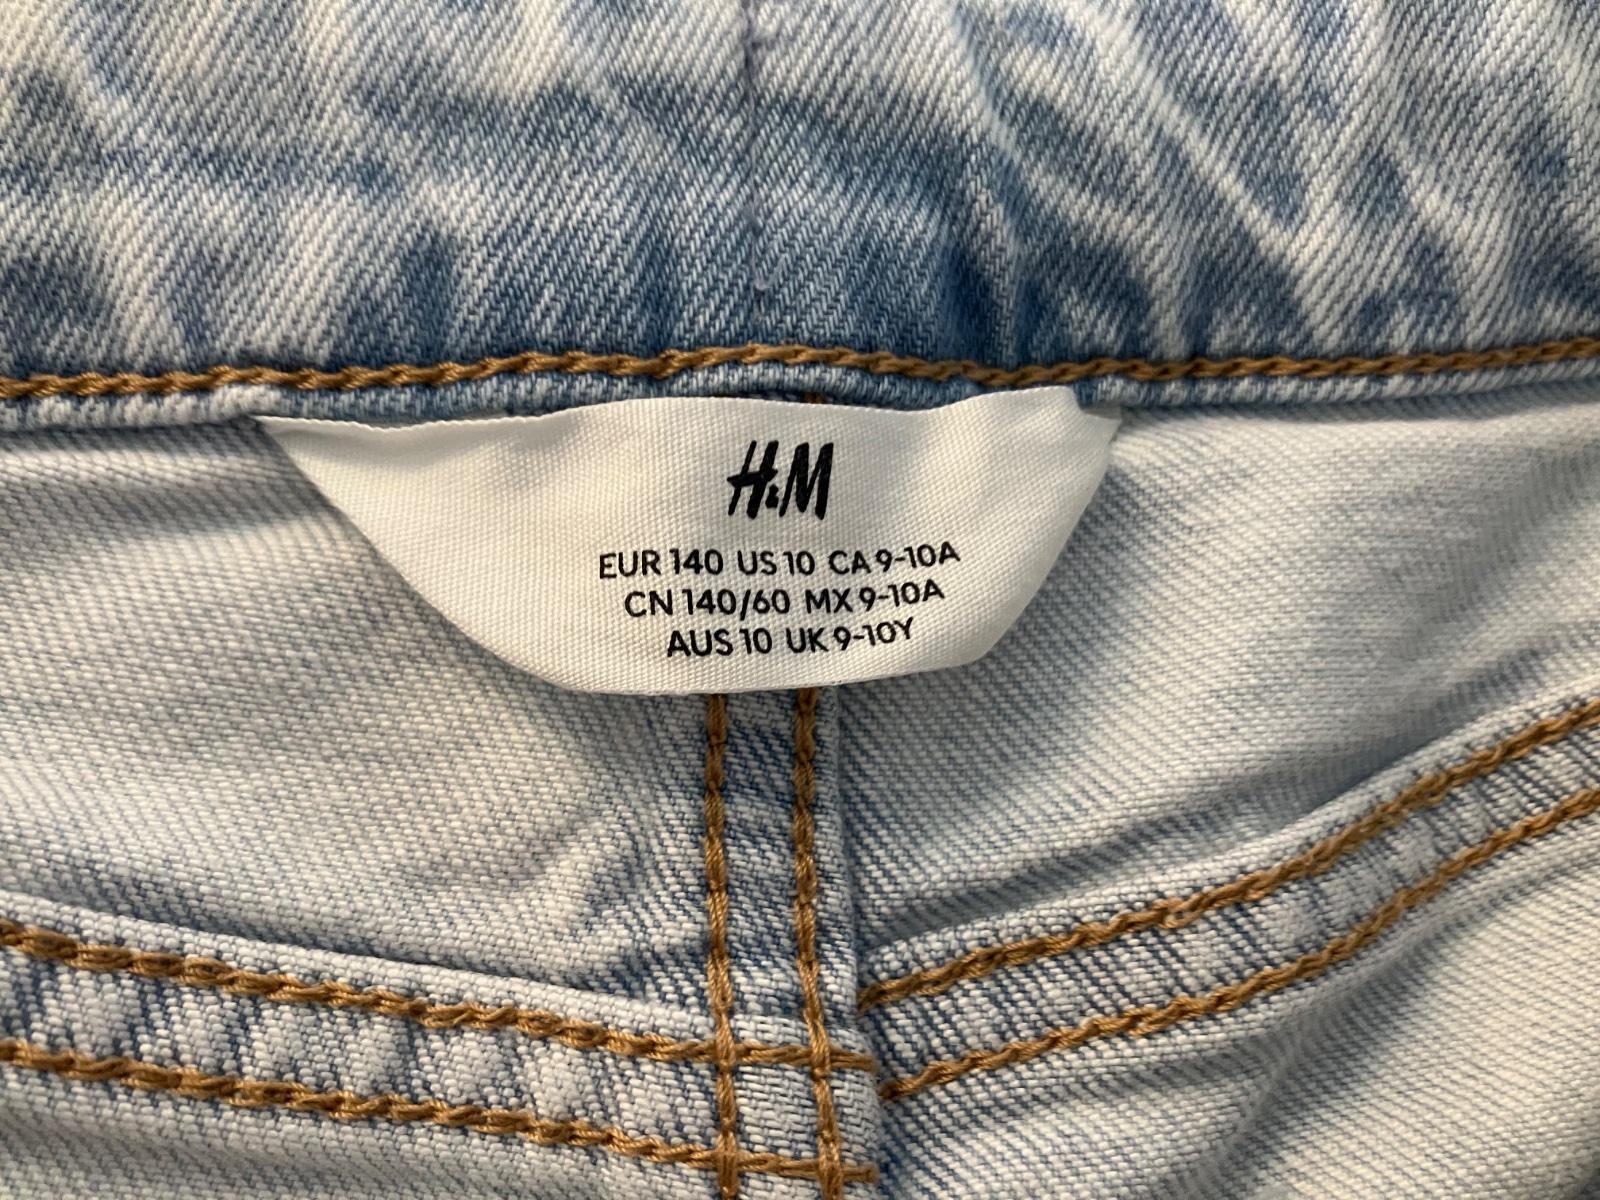 H&M
EUR 140 US 10 CA 9-10A
CN 140/60 MX 9-10A
AUS 10 UK 9-10Y